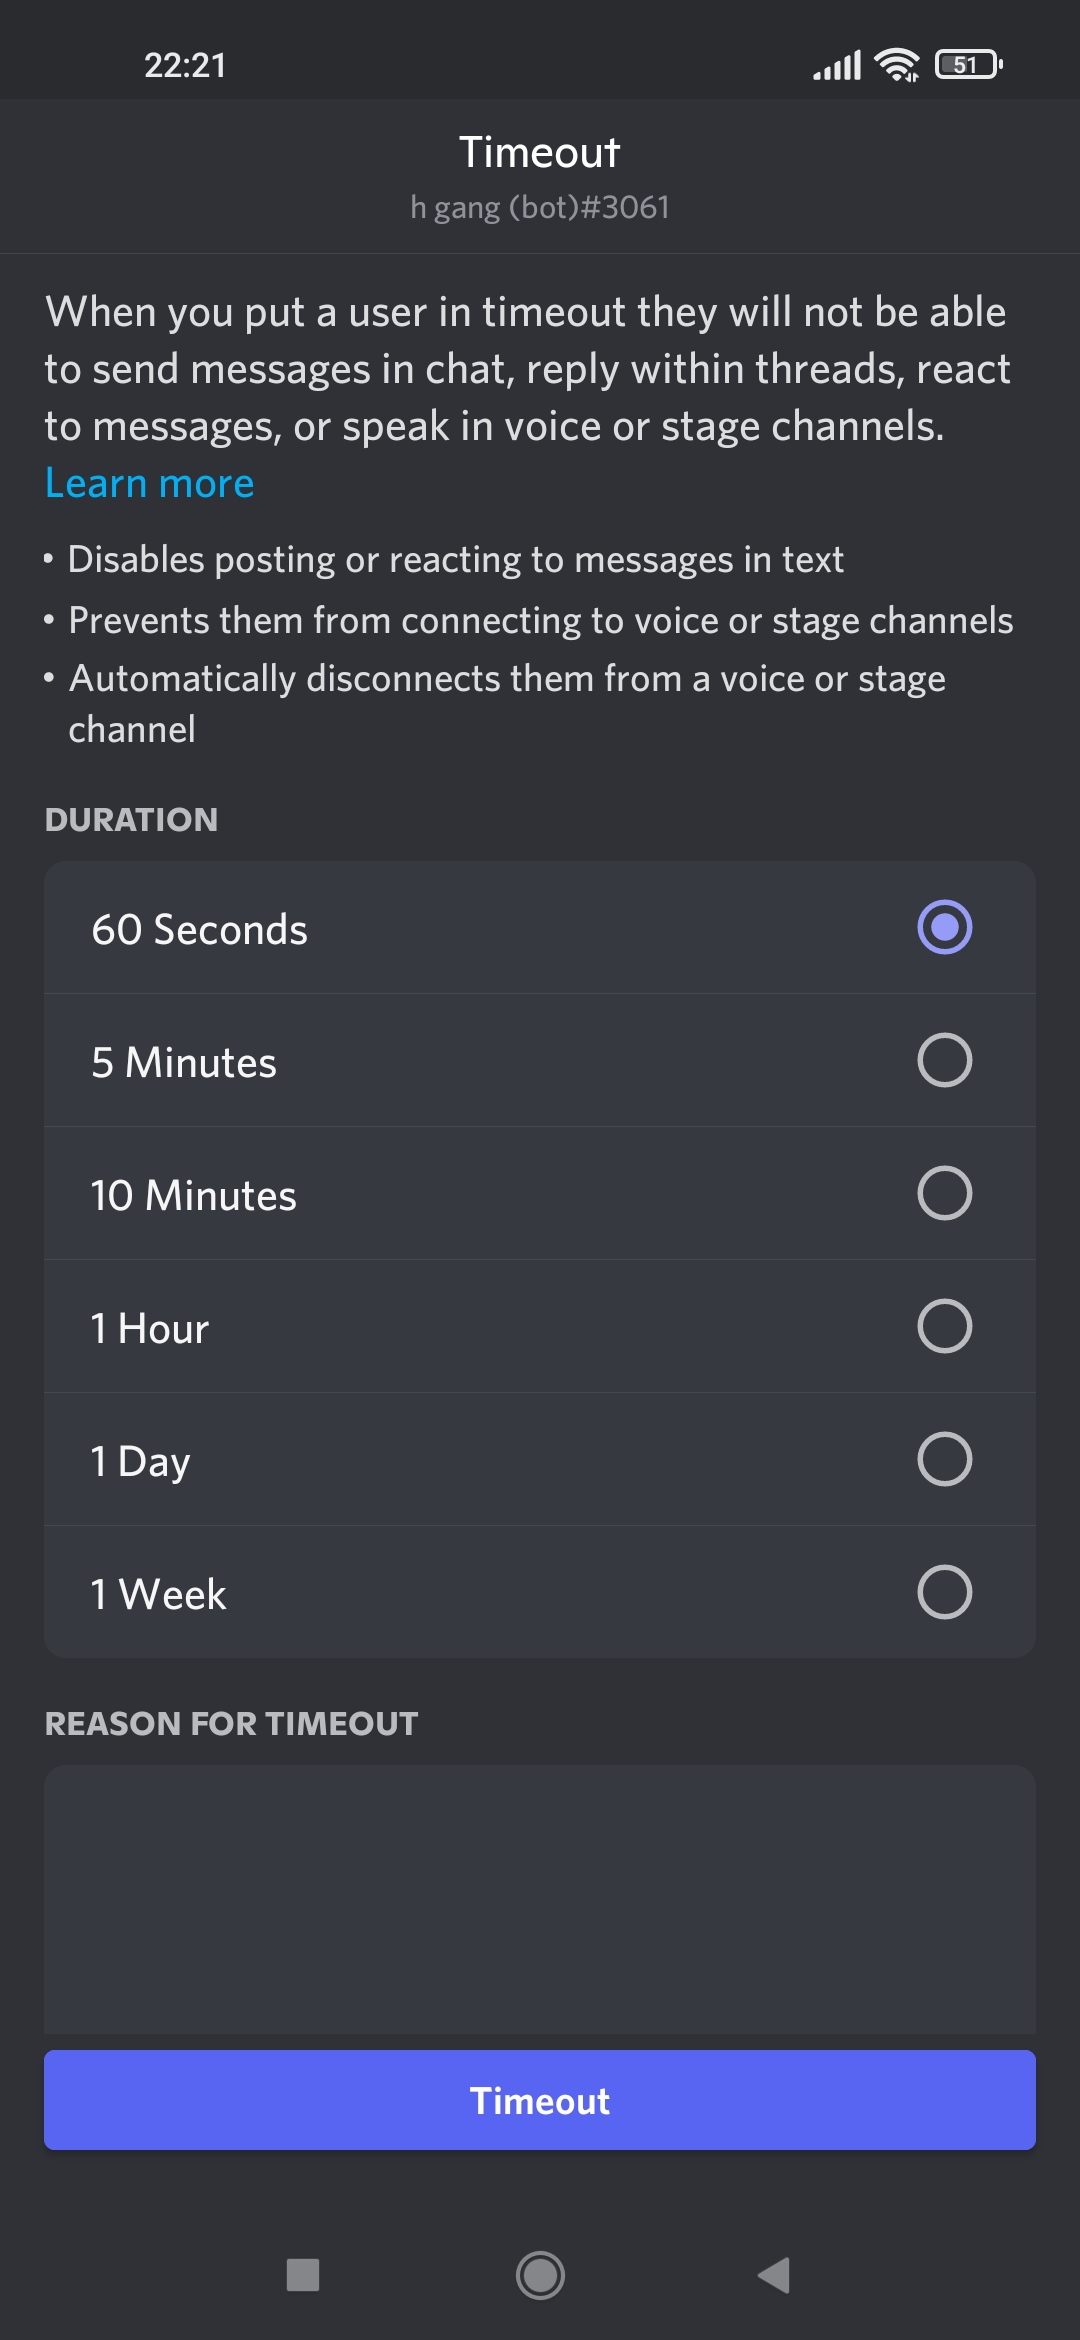 22:21
51
Timeout
h gang (bot)#3061
When you put a user in timeout they will not be able
to send messages in chat, reply within threads, react
to messages, or speak in voice or stage channels.
Learn more
• Disables posting or reacting to messages in text
• Prevents them from connecting to voice or stage channels
• Automatically disconnects them from a voice or stage
channel
DURATION
60 Seconds
5 Minutes
10 Minutes
1 Hour
1 Day
1 Week
REASON FOR TIMEOUT
Timeout